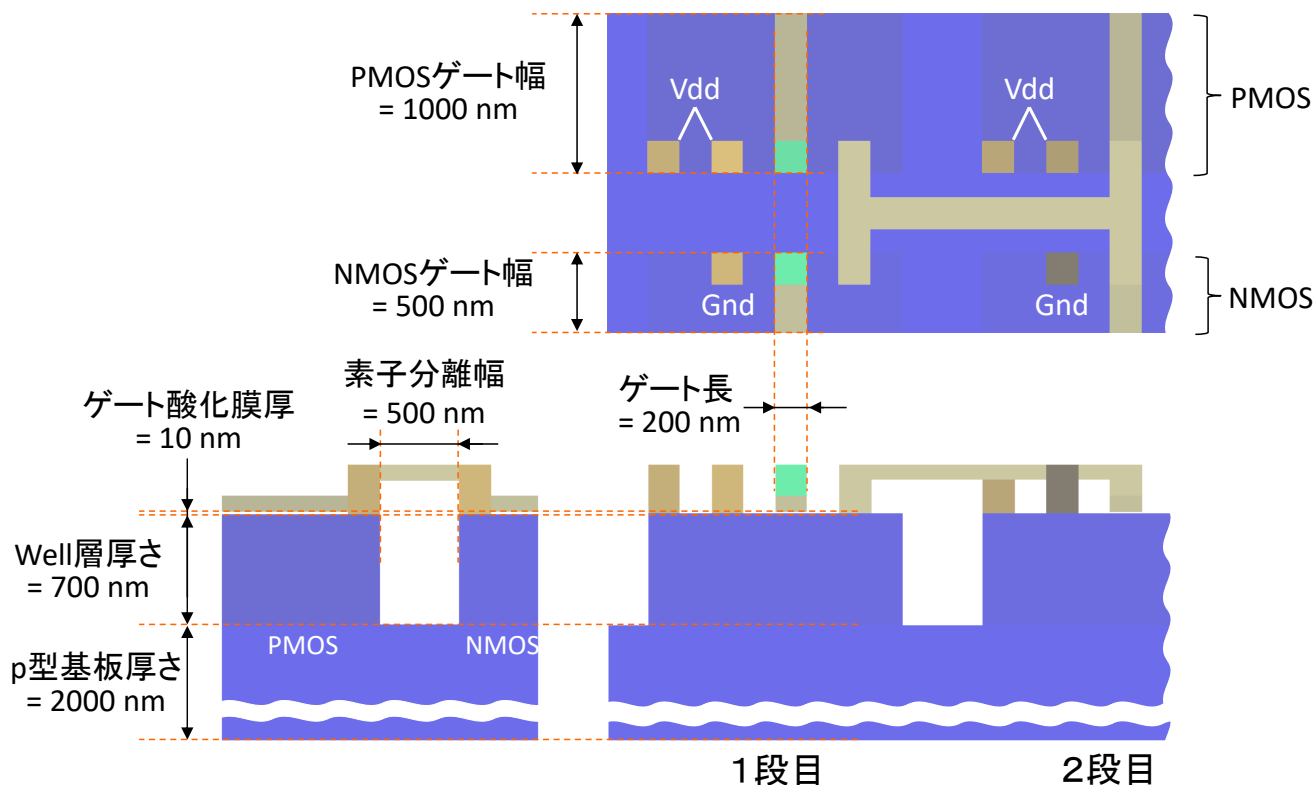 PMOSゲート幅
= 1000 nm
Vdd
Vdd
PMOS
NMOSゲート幅
= 500 nm
Gnd
Gnd
NMOS
素子分離幅
= 500 nm
ゲート長
= 200 nm
ゲート酸化膜厚
= 10 nm
Well層厚さ
= 700 nm
PMOS
NMOS
p型基板厚さ
= 2000 nm
１段目
２段目